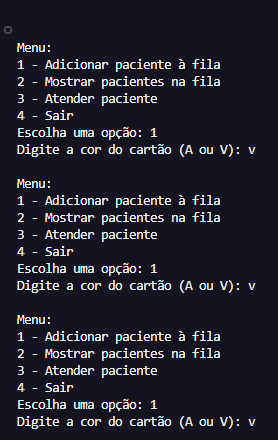 Menu:
1 - Adicionar paciente à fila
2 - Mostrar pacientes na fila
3 - Atender paciente
4 - Sair
Escolha uma opção: 1
Digite a cor do cartão (A ou V): v
Menu:
1 - Adicionar paciente à fila
2 - Mostrar pacientes na fila
3 - Atender paciente
4 - Sair
Escolha uma opção: 1
Digite a cor do cartão (A ou V): v
Menu:
1 - Adicionar paciente à fila
2 - Mostrar pacientes na fila
3 - Atender paciente
4 - Sair
Escolha uma opção: 1
Digite a cor do cartão (A ou V): v